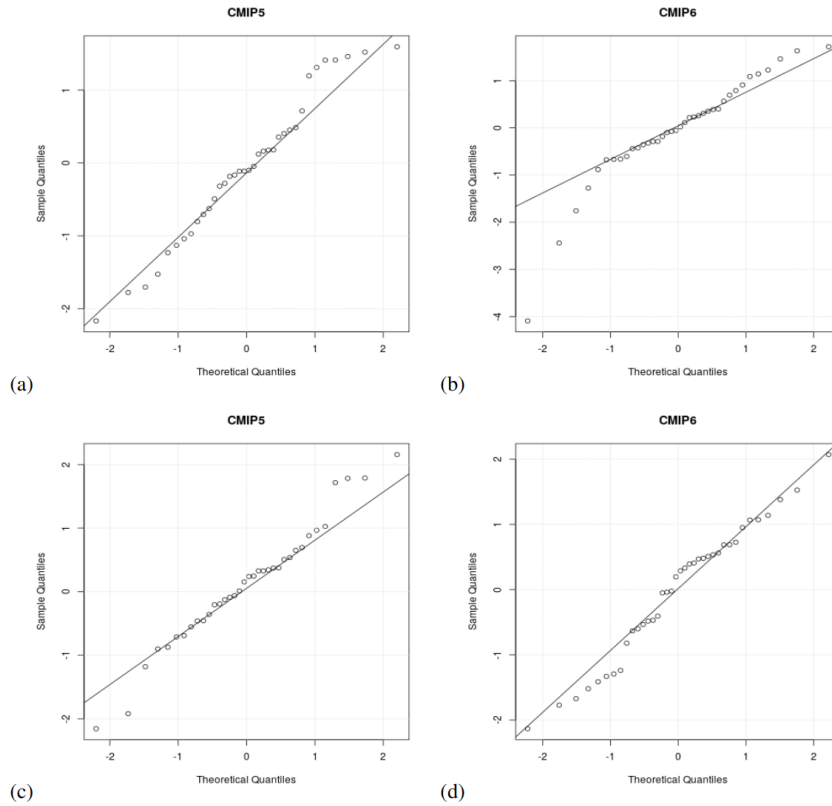 CMIP5
CMIP6
Sample Quantiles
1
0
-1
-2
Sample Quantiles
1
0
-1
-2
-3
-4
-2 -1 0 1 2
-2 -1 0 1 2
Theoretical Quantiles
Theoretical Quantiles
(a)
(b)
CMIP5
CMIP6
Sample Quantiles
2
1
0
-1
-2
Sample Quantiles
2
1
0
-1
-2
-2 -1 0 1 2
-2 -1 0 1 2
Theoretical Quantiles
Theoretical Quantiles
(c)
(d)